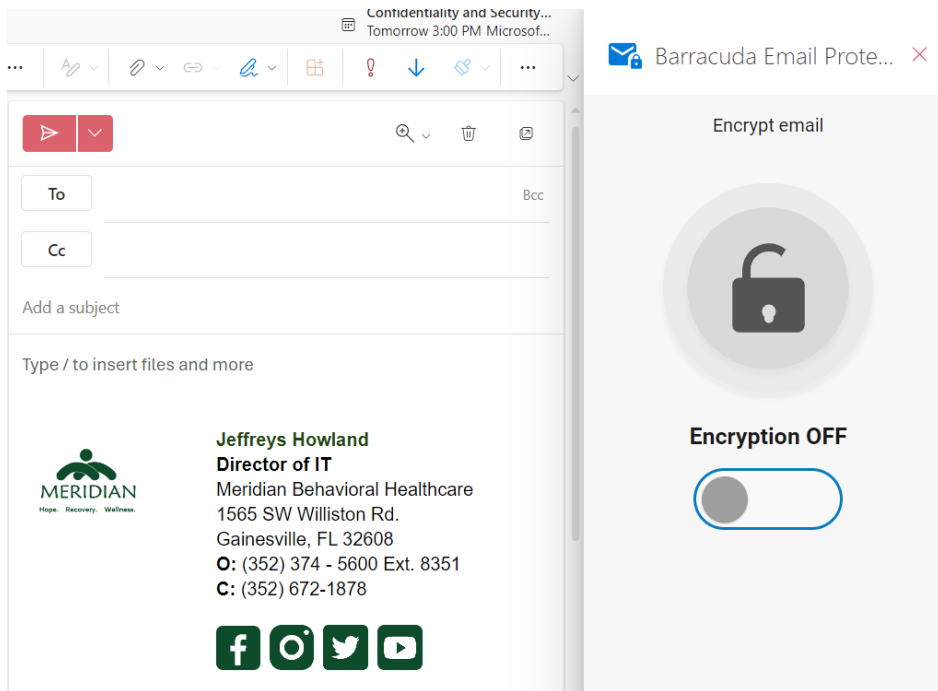 Confidentiality and Security...
Tomorrow 3:00 PM Microsof...
To
Bcc
Cc
Add a subject
Type / to insert files and more
MERIDIAN
Hope. Recovery. Wellness.
Jeffreys Howland
Director of IT
Meridian Behavioral Healthcare
1565 SW Williston Rd.
Gainesville, FL 32608
O: (352) 374 - 5600 Ext. 8351
C: (352) 672-1878
Barracuda Email Prote...
Encrypt email
Encryption OFF